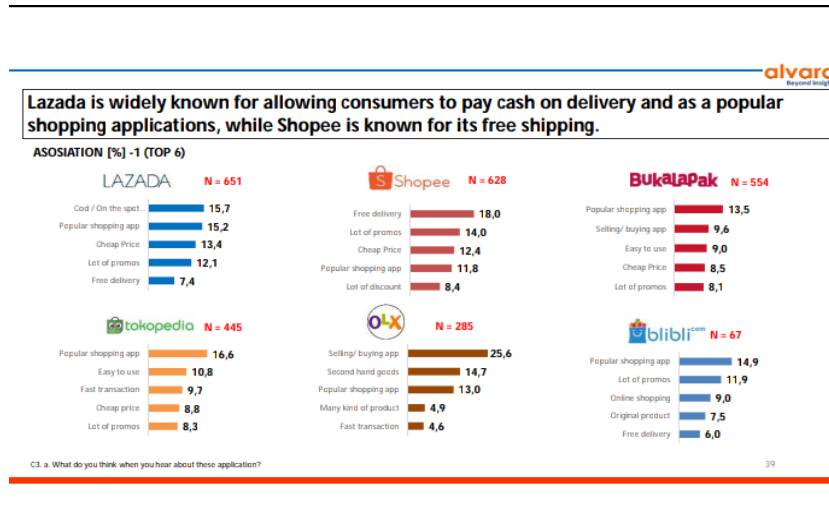 alvara
Beyond Insigh
Lazada is widely known for allowing consumers to pay cash on delivery and as a popular
shopping applications, while Shopee is known for its free shipping.
ASOSIATION [%] -1 (TOP 6)
LAZADA N = 651
Cod / On the spot.. 15,7
Popular shopping app 15,2
Cheap Price 13,4
Lot of promos 12,1
Free delivery 7,4
Shopee N = 628
Free delivery 18,0
Lot of promos 14,0
Cheap Price 12,4
Popular shopping app 11,8
Lot of discount 8,4
BukaLapak N = 554
Popular shopping app 13,5
Selling/ buying app 9,6
Easy to use 9,0
Cheap Price 8,5
Lot of promos 8,1
tokopedia N = 445
Popular shopping app 16,6
Easy to use 10,8
Fast transaction 9,7
Cheap price 8,8
Lot of promos 8,3
OLX N = 285
Selling/ buying app 25,6
Second hand goods 14,7
Popular shopping app 13,0
Many kind of product 4,9
Fast transaction 4,6
blibli.com N = 67
Popular shopping app 14,9
Lot of promos 11,9
Online shopping 9,0
Original product 7,5
Free delivery 6,0
C3. a. What do you think when you hear about these application?
39